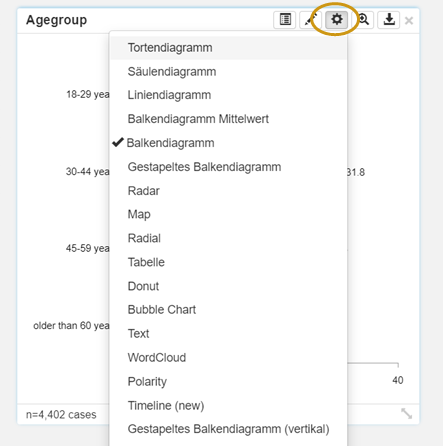 Agegroup
Tortendiagramm
Säulendiagramm
18-29 yea
Liniendiagramm
Balkendiagramm Mittelwert
Balkendiagramm
30-44 yea
31.8
Gestapeltes Balkendiagramm
Radar
Map
Radial
45-59 yea
Tabelle
Donut
Bubble Chart
older than 60 yea
Text
WordCloud
Polarity
40
Timeline (new)
n=4,402 cases
Gestapeltes Balkendiagramm (vertikal)